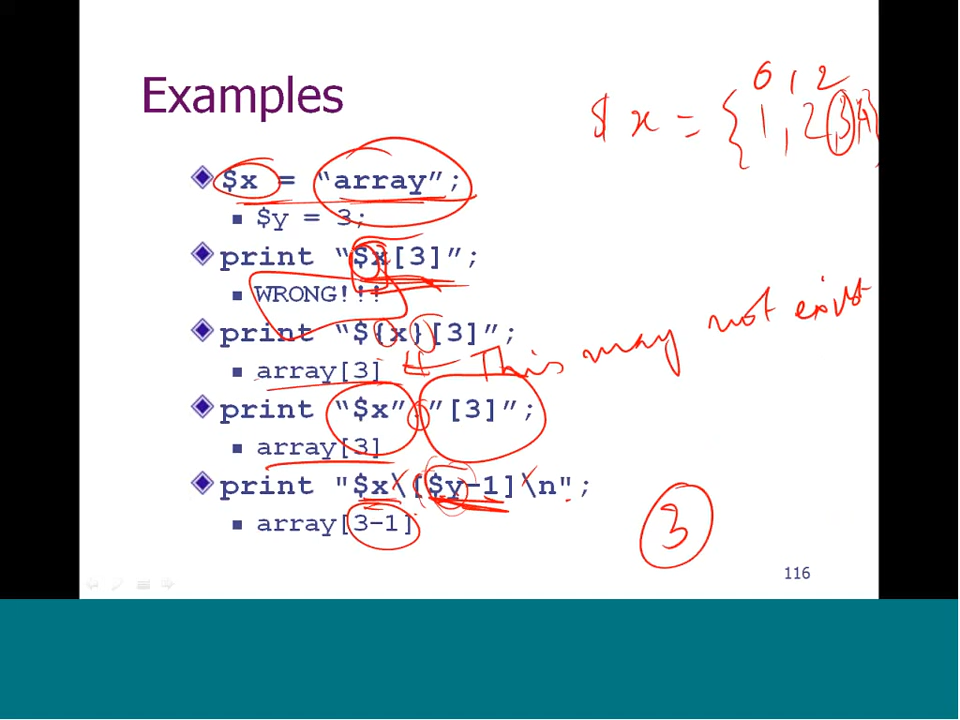 Examples
0 1 2
$ x = { 1, 2, 3, 4}
$x = “array”;
$y = 3;
print “$x[3]”;
WRONG!!!
print “${x}[3]”;
array[3]
This may not exist
print “$x”.”[3]”;
array[3]
print "$x\[$y-1]\n";
array[3-1]
3
116